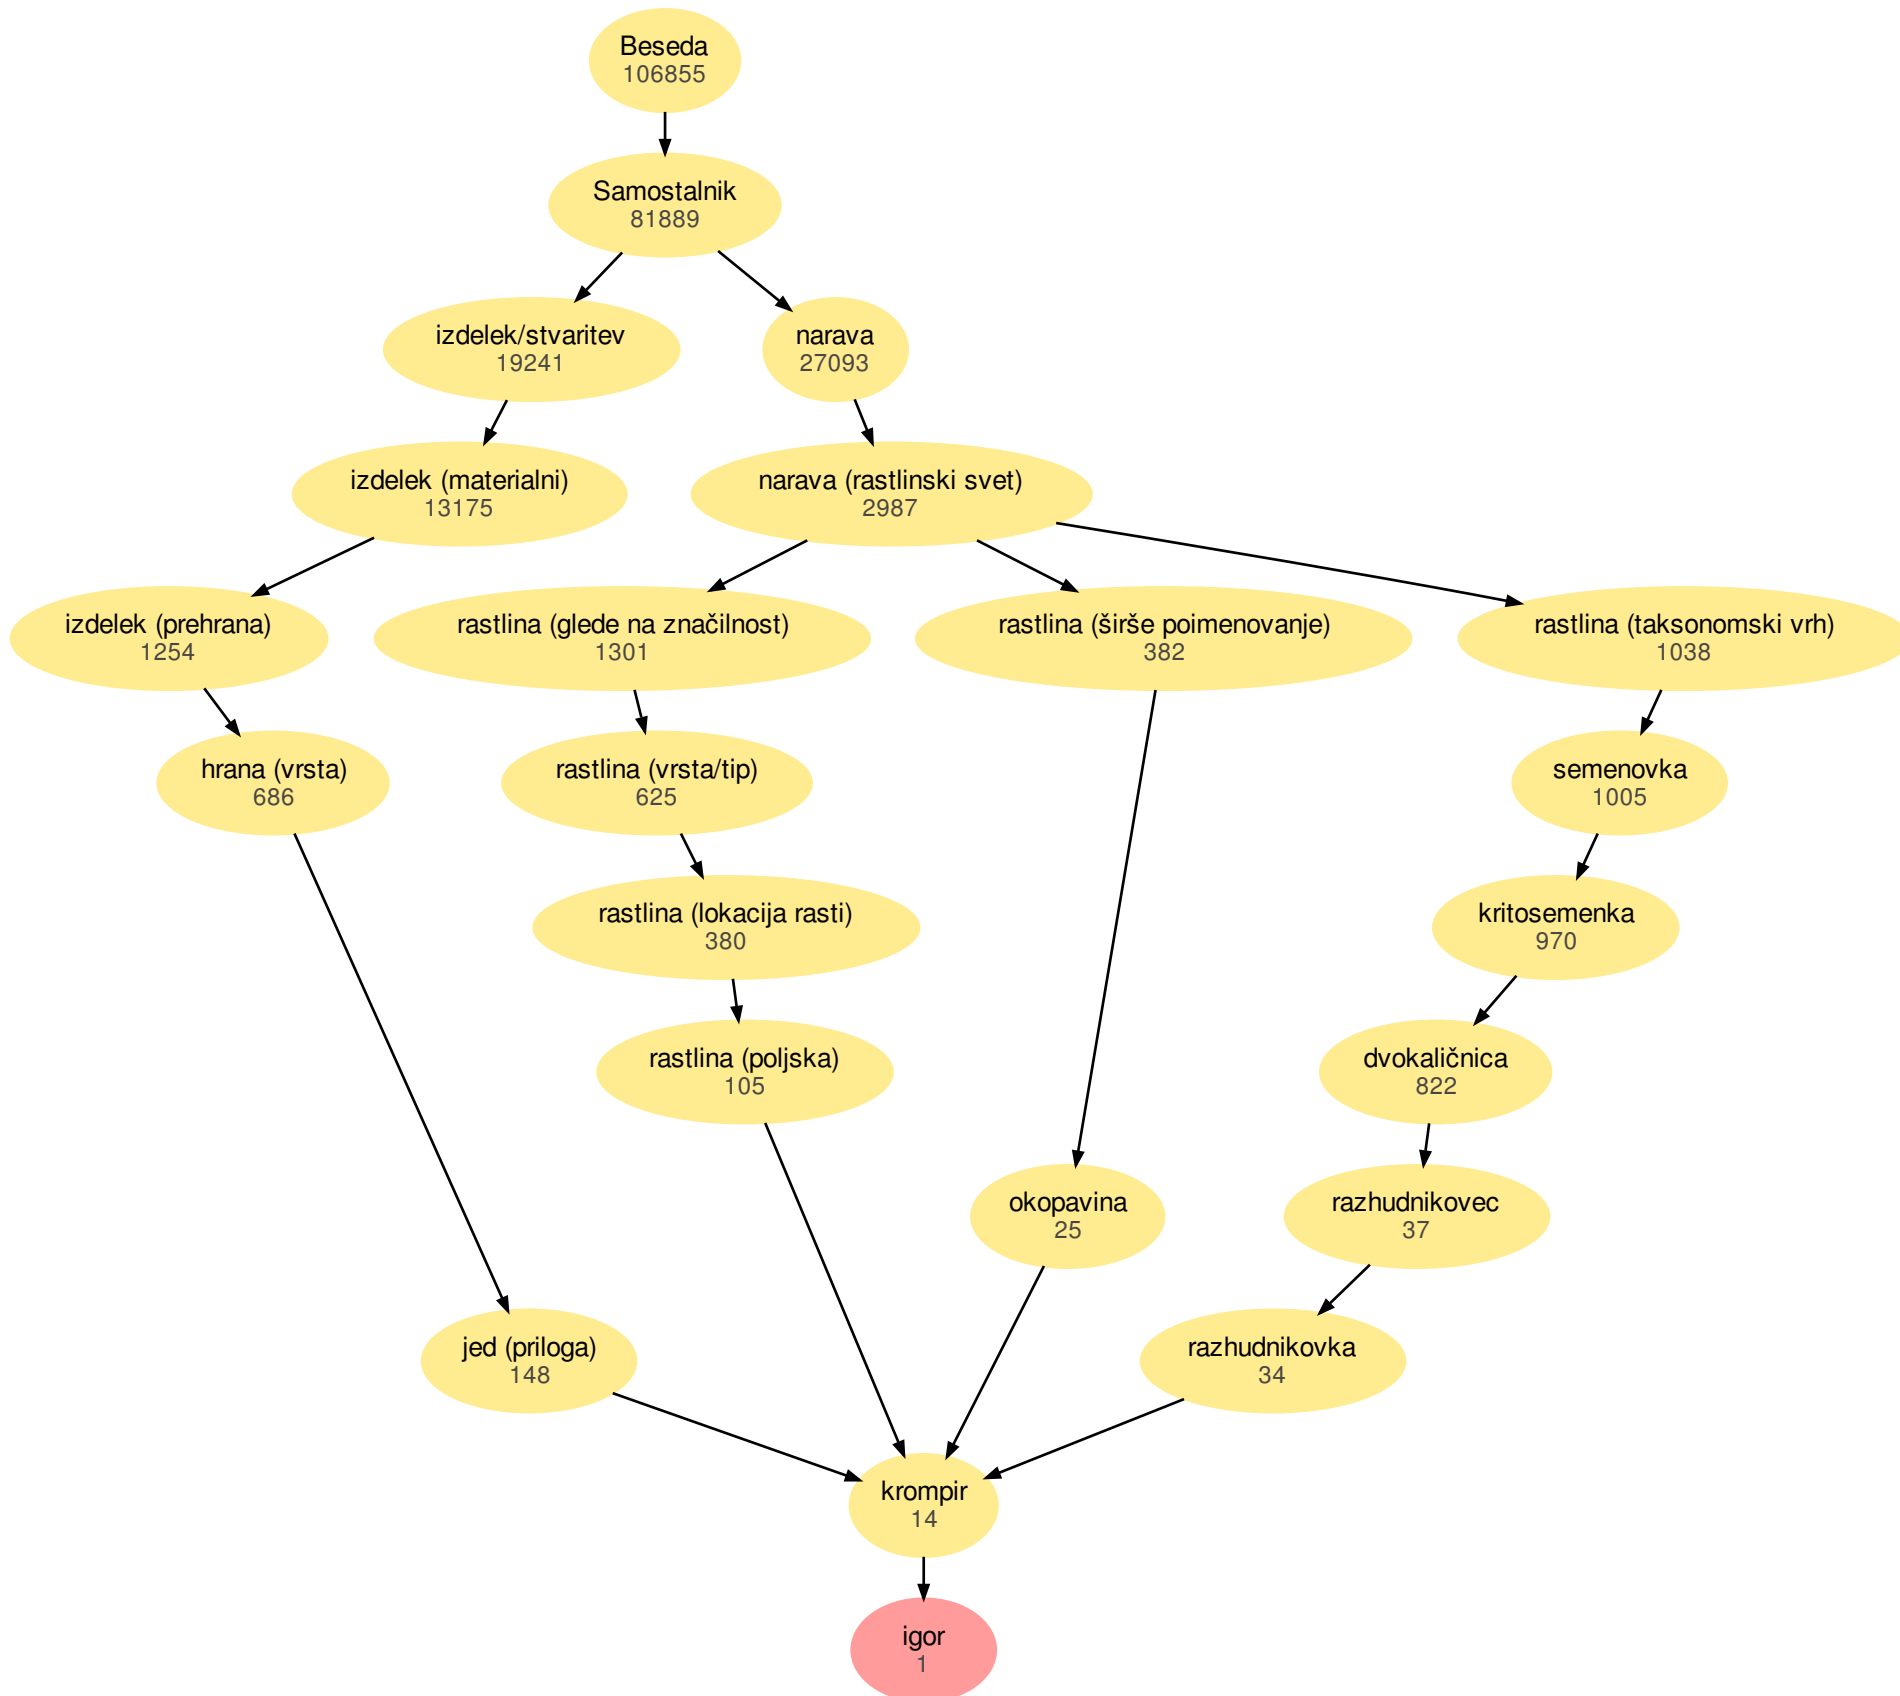 Beseda
106855
Samostalnik
81889
izdelek/stvaritev
19241
narava
27093
izdelek (materialni)
13175
narava (rastlinski svet)
2987
izdelek (prehrana)
1254
rastlina (glede na značilnost)
1301
rastlina (širše poimenovanje)
382
rastlina (taksonomski vrh)
1038
hrana (vrsta)
686
rastlina (vrsta/tip)
625
semenovka
1005
rastlina (lokacija rasti)
380
kritosemenka
970
rastlina (poljska)
105
dvokaličnica
822
okopavina
25
razhudnikovec
37
jed (priloga)
148
razhudnikovka
34
krompir
14
igor
1